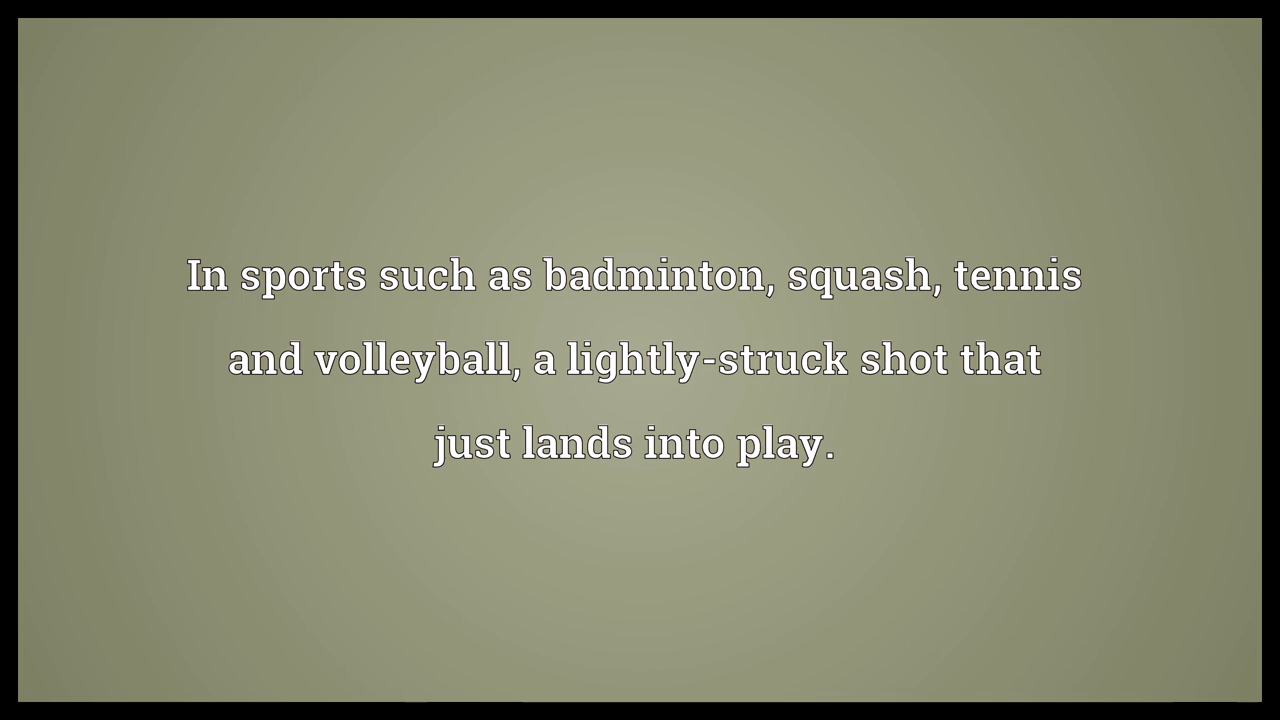 In sports such as badminton, squash, tennis
and volleyball, a lightly-struck shot that
just lands into play.